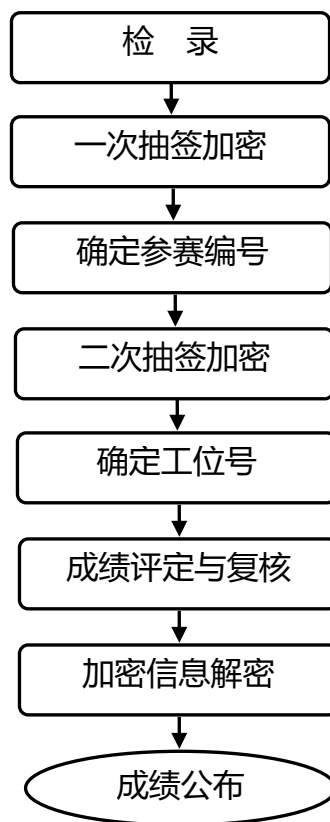 检 录
一次抽签加密
确定参赛编号
二次抽签加密
确定工位号
成绩评定与复核
加密信息解密
成绩公布